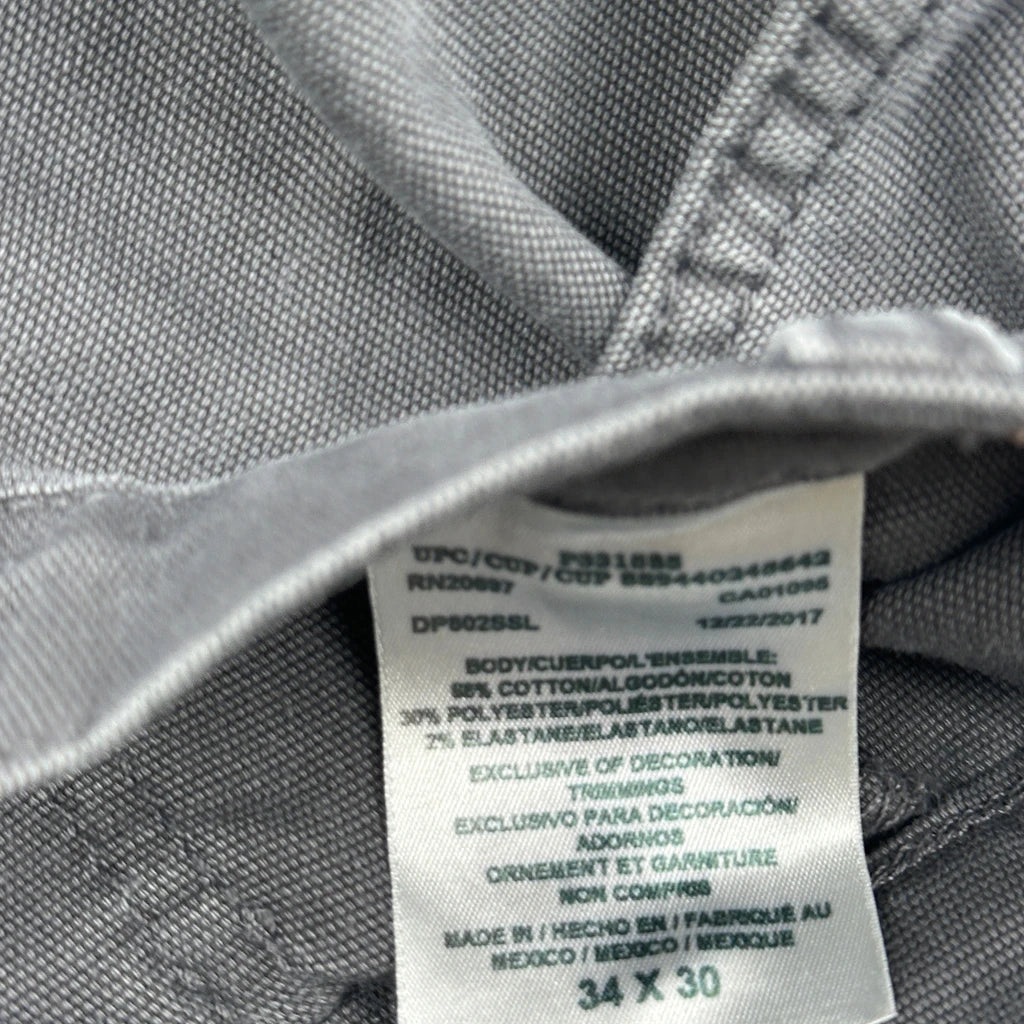 UPC/CUP
RN20697
DP802SSL 12/22/2017
BODY/CUERPO/L'ENSEMBLE:
68% COTTON/ALGODÓN/COTON
30% POLYESTER/POLIÉSTER/POLYESTER
2% ELASTANE/ELASTANO/ELASTANE
EXCLUSIVE OF DECORATION/
TRIMMINGS
EXCLUSIVO PARA DECORACIÓN/
ADORNOS
ORNEMENT ET GARNITURE
NON COMPRIS
MADE IN / HECHO EN / FABRIQUÉ AU
MEXICO / MEXICO / MEXIQUE
34 X 30